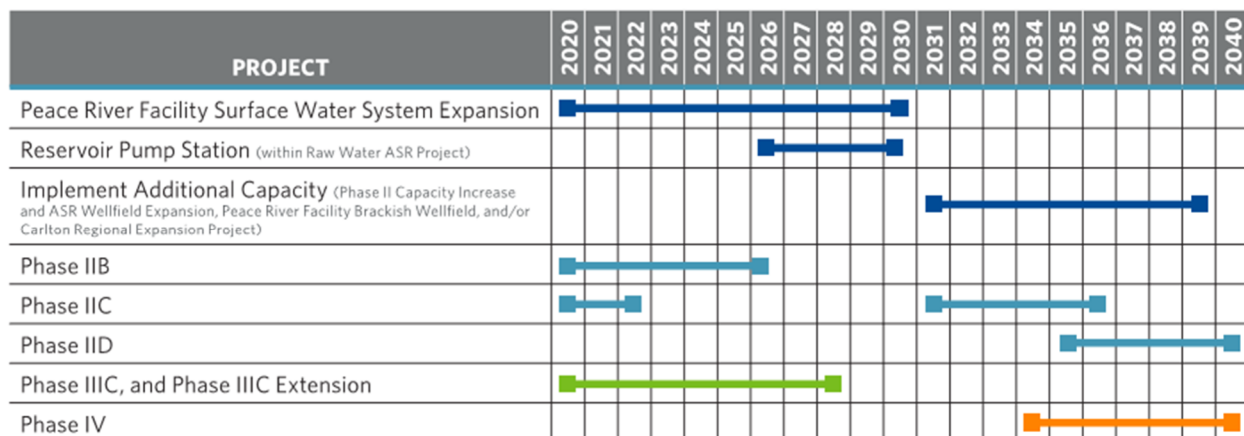 PROJECT 2020 2021 2022 2023 2024 2025 2026 2027 2028 2029 2030 2031 2032 2033 2034 2035 2036 2037 2038 2039 2040
Peace River Facility Surface Water System Expansion
Reservoir Pump Station (within Raw Water ASR Project)
Implement Additional Capacity (Phase II Capacity Increase
and ASR Wellfield Expansion, Peace River Facility Brackish Wellfield, and/or
Carlton Regional Expansion Project)
Phase IIB
Phase IIC
Phase IID
Phase IIIC, and Phase IIIC Extension
Phase IV